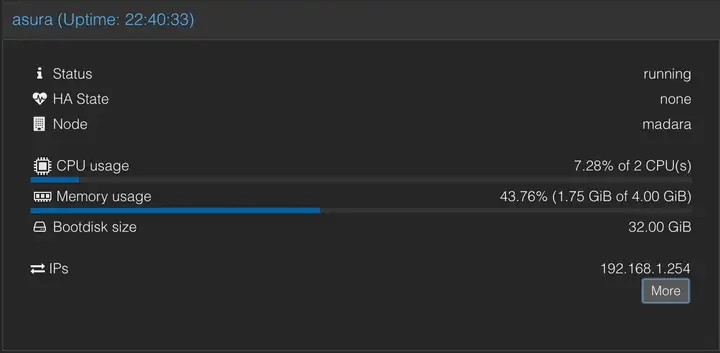 asura (Uptime: 22:40:33)
Status running
HA State none
Node madara
CPU usage 7.28% of 2 CPU(s)
Memory usage 43.76% (1.75 GiB of 4.00 GiB)
Bootdisk size 32.00 GiB
IPs 192.168.1.254
More